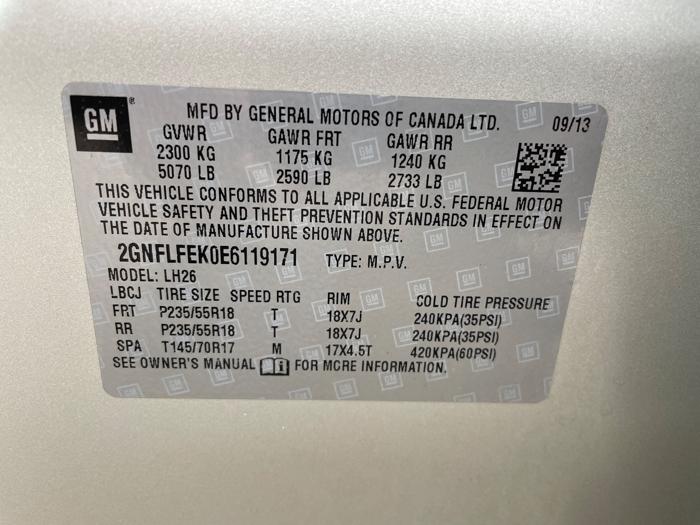 GM ® MFD BY GENERAL MOTORS OF CANADA LTD. 09/13
GVWR GAWR FRT GAWR RR
2300 KG 1175 KG 1240 KG
5070 LB 2590 LB 2733 LB
THIS VEHICLE CONFORMS TO ALL APPLICABLE U.S. FEDERAL MOTOR
VEHICLE SAFETY AND THEFT PREVENTION STANDARDS IN EFFECT ON
THE DATE OF MANUFACTURE SHOWN ABOVE.
2GNFLFEK0E6119171 TYPE: M.P.V.
MODEL: LH26
LBCJ TIRE SIZE SPEED RTG RIM COLD TIRE PRESSURE
FRT P235/55R18 T 18X7J 240KPA(35PSI)
RR P235/55R18 T 18X7J 240KPA(35PSI)
SPA T145/70R17 M 17X4.5T 420KPA(60PSI)
SEE OWNER'S MANUAL FOR MORE INFORMATION.